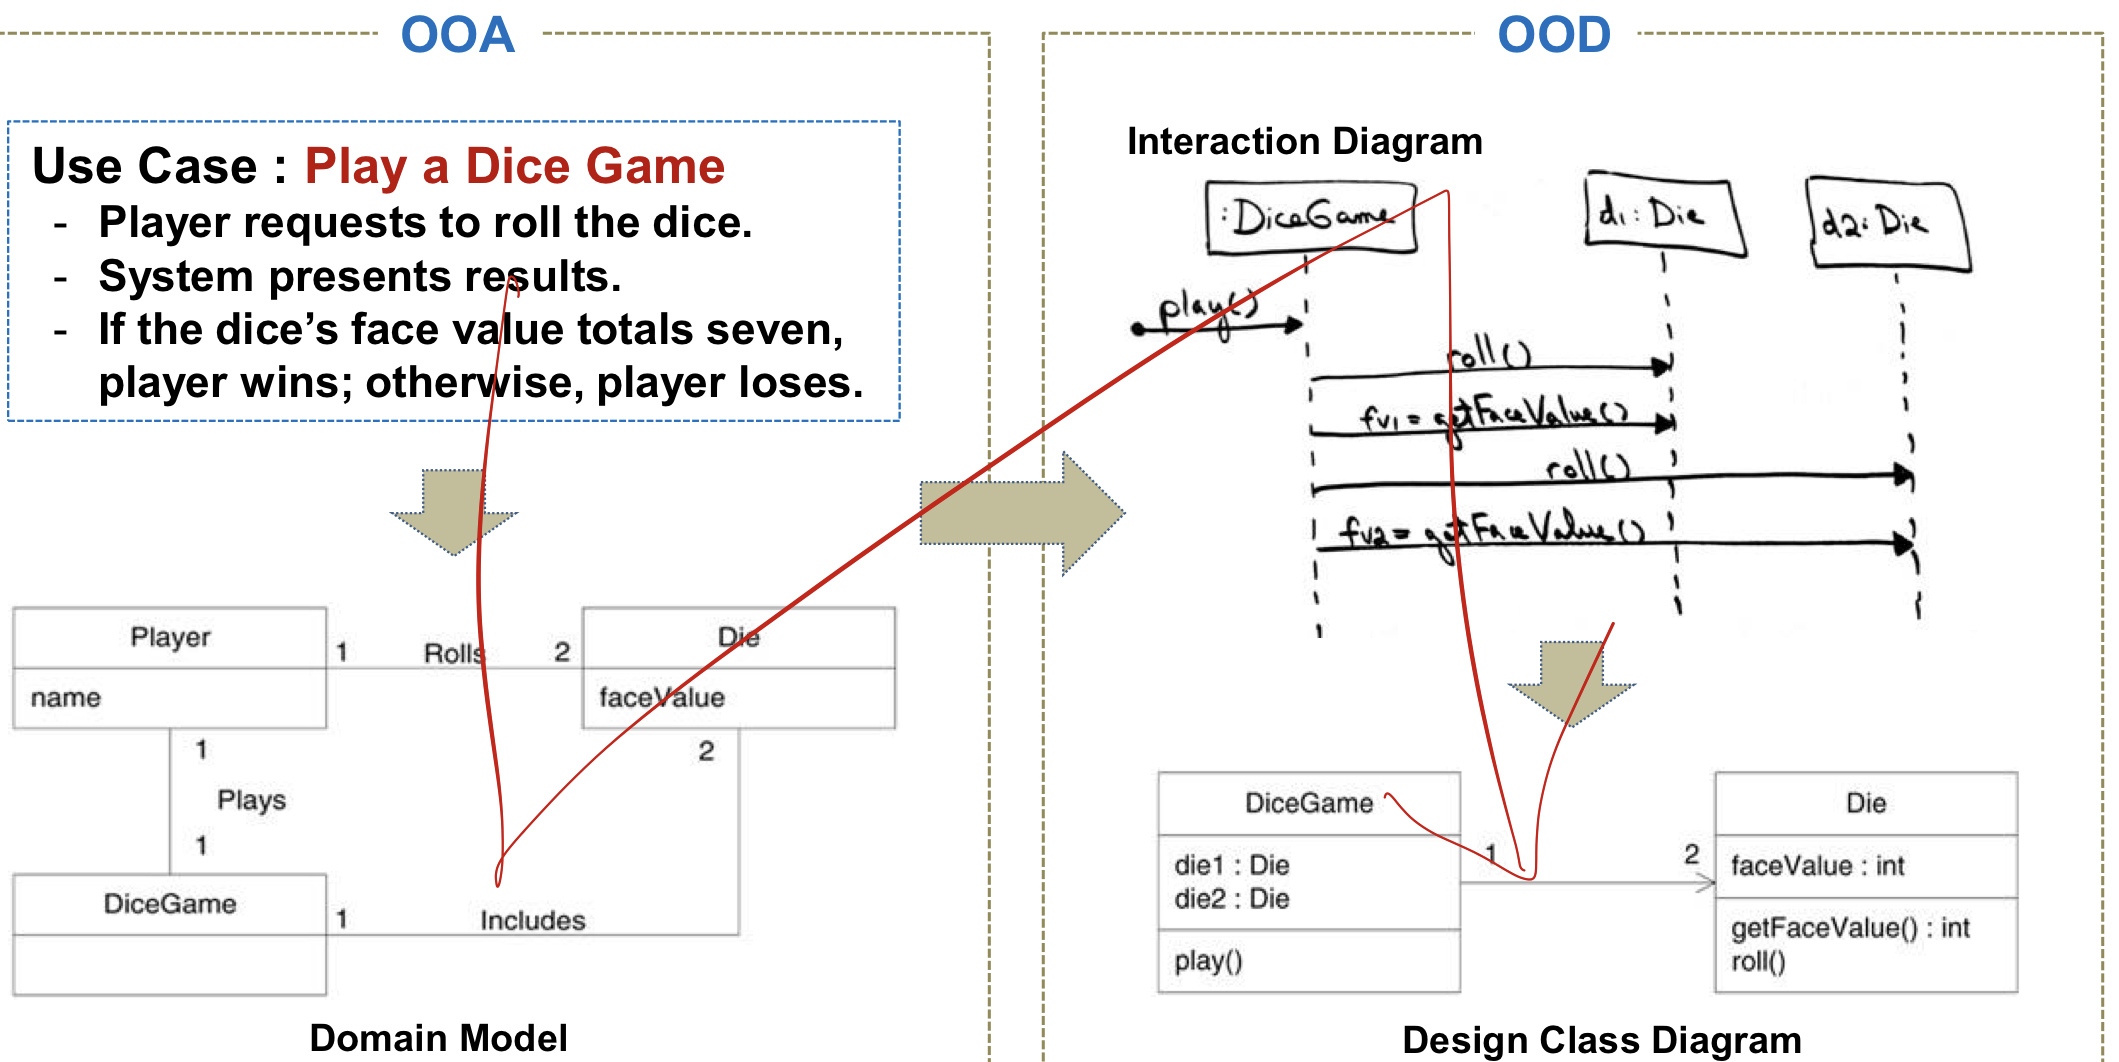 OOA
Use Case : Play a Dice Game
- Player requests to roll the dice.
- System presents results.
- If the dice’s face value totals seven,
player wins; otherwise, player loses.
Player
name
1
Rolls
2
Die
faceValue
1
Plays
1
2
DiceGame
1
Includes
Domain Model
OOD
Interaction Diagram
:DiceGame
d1:Die
d2:Die
play()
roll()
fv1=getFaceValue()
roll()
fv2=getFaceValue()
DiceGame
die1 : Die
die2 : Die
play()
1
2
Die
faceValue : int
getFaceValue() : int
roll()
Design Class Diagram